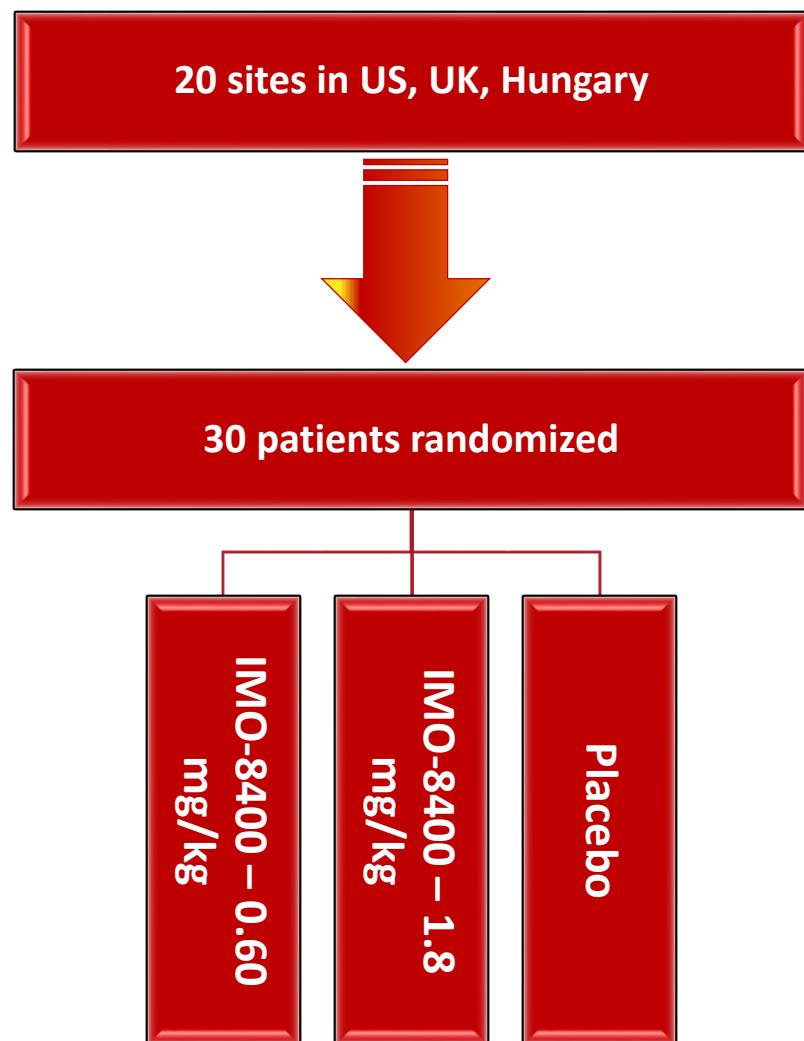 20 sites in US, UK, Hungary
30 patients randomized
IMO-8400 – 0.60
mg/kg
IMO-8400 – 1.8
mg/kg
Placebo